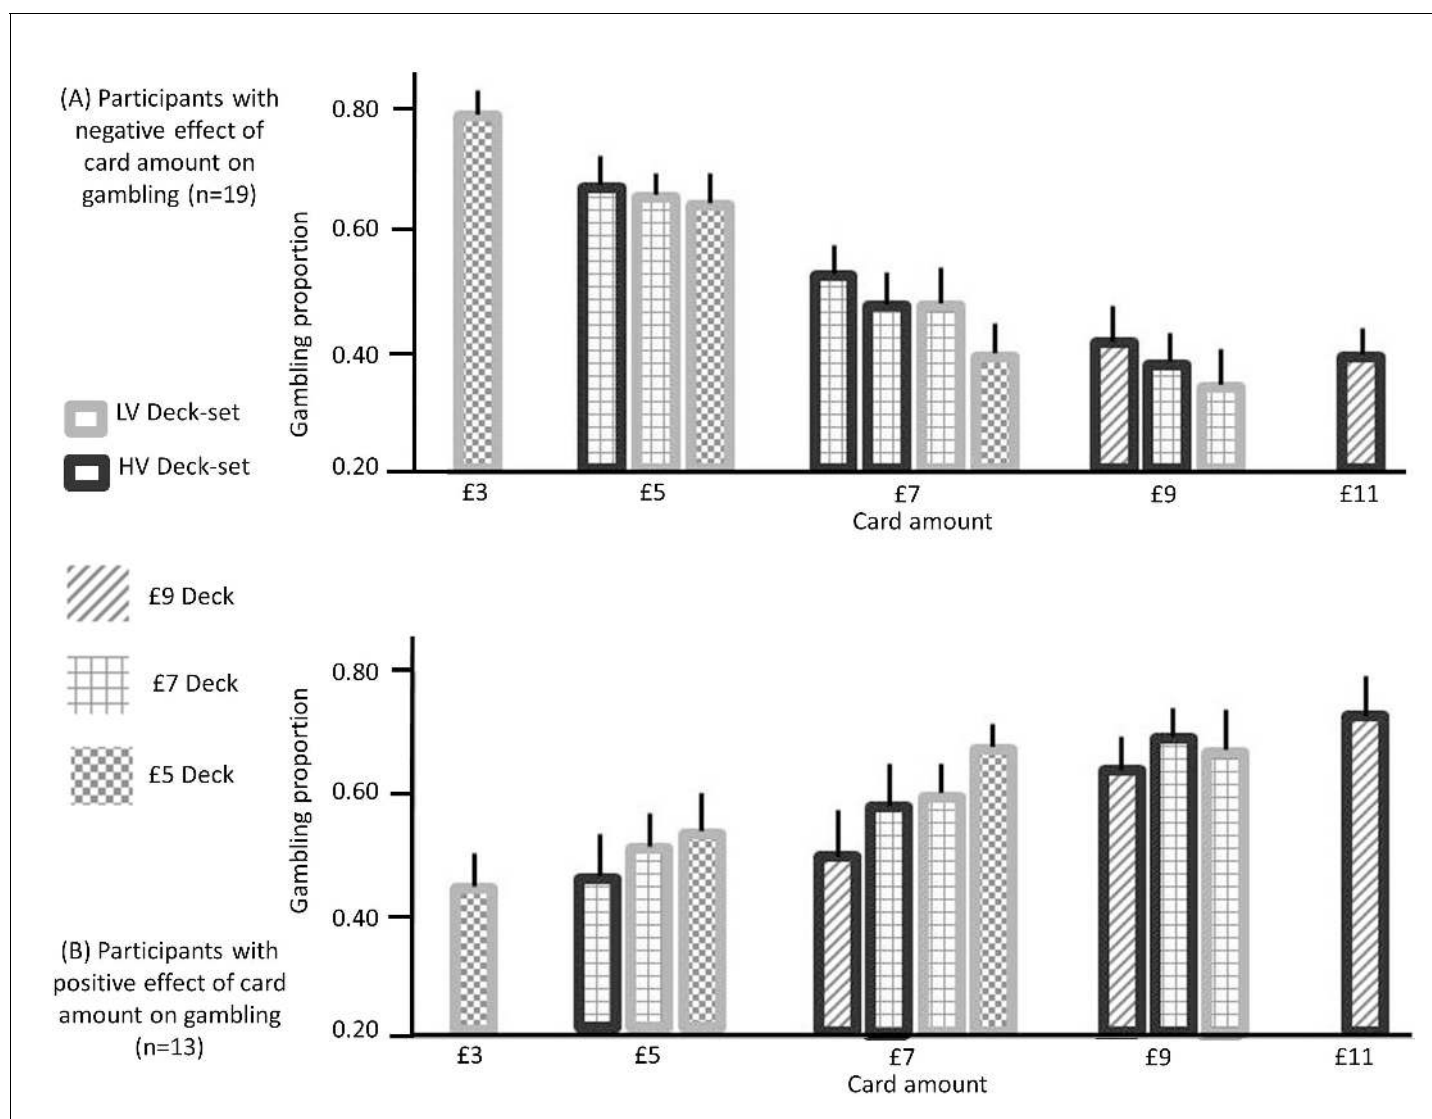 (A) Participants with
negative effect of
card amount on
gambling (n=19)
Gambling proportion
0.80
0.60
0.40
0.20
£3
£5
£7
£9
£11
Card amount
LV Deck-set
HV Deck-set
£9 Deck
£7 Deck
£5 Deck
(B) Participants with
positive effect of card
amount on gambling
(n=13)
Gambling proportion
0.80
0.60
0.40
0.20
£3
£5
£7
£9
£11
Card amount